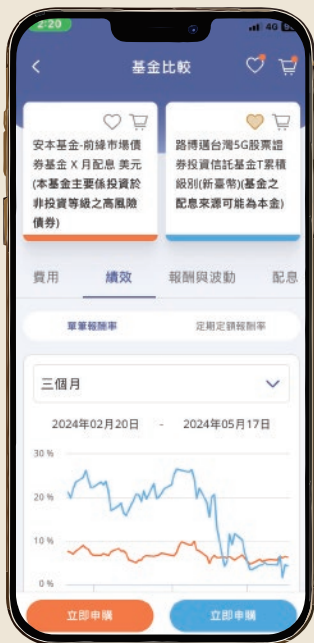 2:20
4G
基金比較
安本基金-前緣市場債
券基金 X 月配息 美元
(本基金主要係投資於
非投資等級之高風險
債券)
路博邁台灣5G股票證
券投資信託基金T累積
級別(新臺幣)(基金之
配息來源可能為本金)
費用
績效
報酬與波動
配息
單筆報酬率
定期定額報酬率
三個月
2024年02月20日 - 2024年05月17日
30 %
20 %
10 %
0 %
立即申購
立即申購